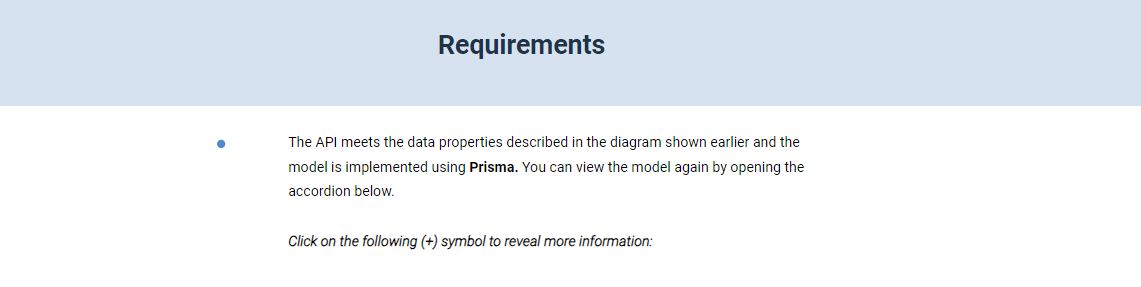 Requirements
The API meets the data properties described in the diagram shown earlier and the
model is implemented using Prisma. You can view the model again by opening the
accordion below.
Click on the following (+) symbol to reveal more information: